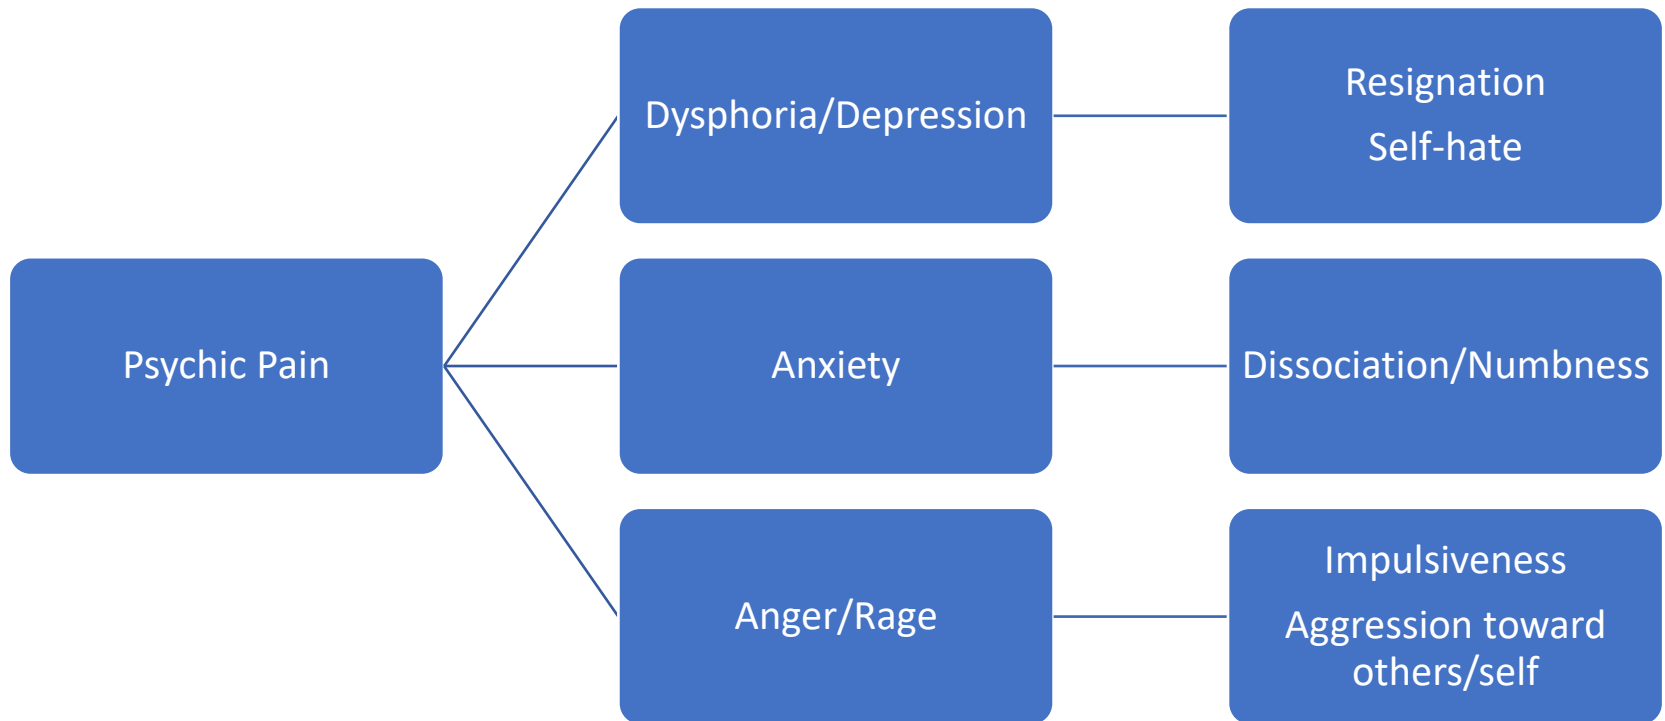 Psychic Pain
Dysphoria/Depression
Resignation
Self-hate
Anxiety
Dissociation/Numbness
Anger/Rage
Impulsiveness
Aggression toward
others/self